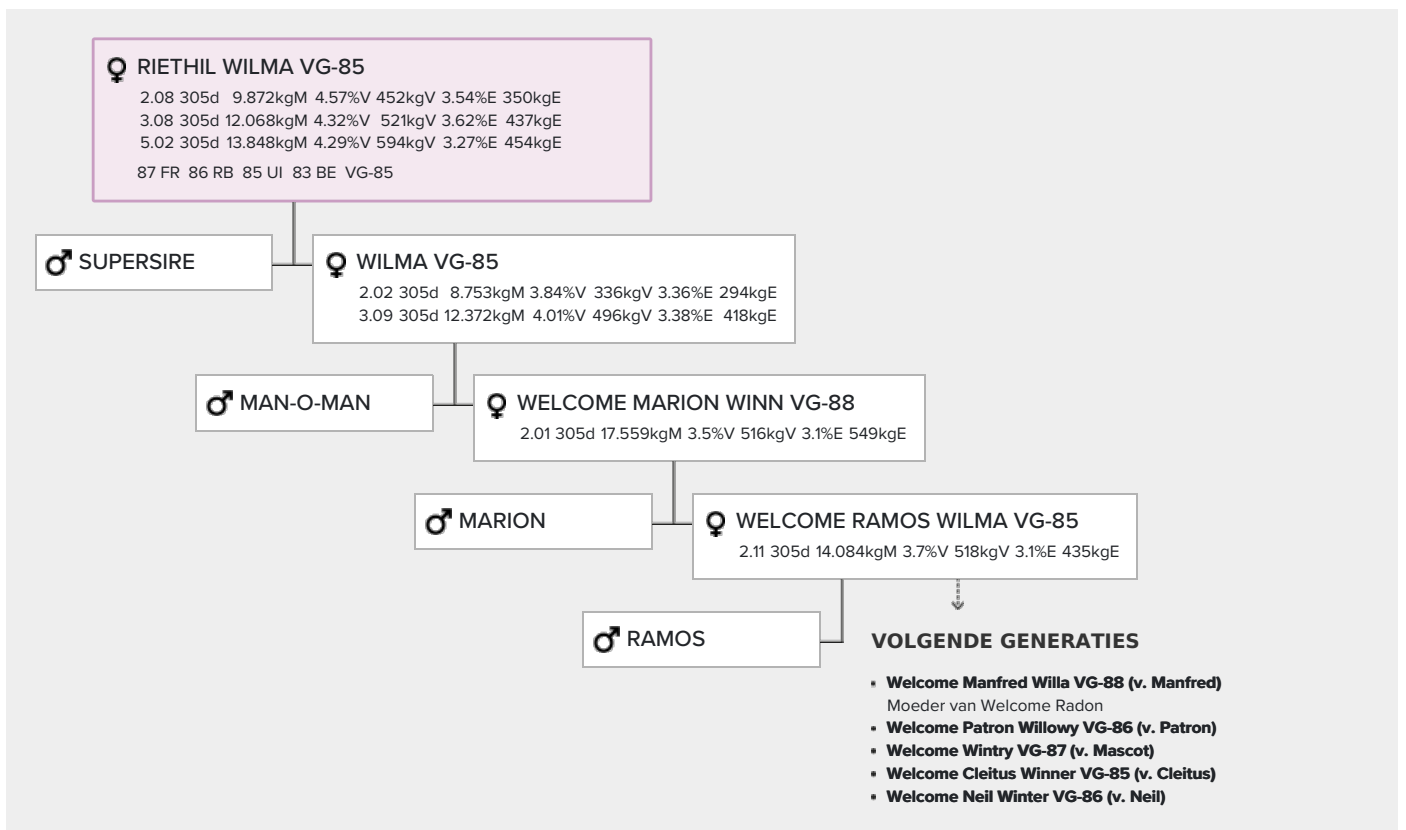 RIETHIL WILMA VG-85
2.08 305d 9.872kgM 4.57%V 452kgV 3.54%E 350kgE
3.08 305d 12.068kgM 4.32%V 521kgV 3.62%E 437kgE
5.02 305d 13.848kgM 4.29%V 594kgV 3.27%E 454kgE
87 FR 86 RB 85 UI 83 BE VG-85
SUPERSIRE
WILMA VG-85
2.02 305d 8.753kgM 3.84%V 336kgV 3.36%E 294kgE
3.09 305d 12.372kgM 4.01%V 496kgV 3.38%E 418kgE
MAN-O-MAN
WELCOME MARION WINN VG-88
2.01 305d 17.559kgM 3.5%V 516kgV 3.1%E 549kgE
MARION
WELCOME RAMOS WILMA VG-85
2.11 305d 14.084kgM 3.7%V 518kgV 3.1%E 435kgE
RAMOS
VOLGENDE GENERATIES
▪ Welcome Manfred Willa VG-88 (v. Manfred)
Moeder van Welcome Radon
▪ Welcome Patron Willowy VG-86 (v. Patron)
▪ Welcome Wintry VG-87 (v. Mascot)
▪ Welcome Cleitus Winner VG-85 (v. Cleitus)
▪ Welcome Neil Winter VG-86 (v. Neil)